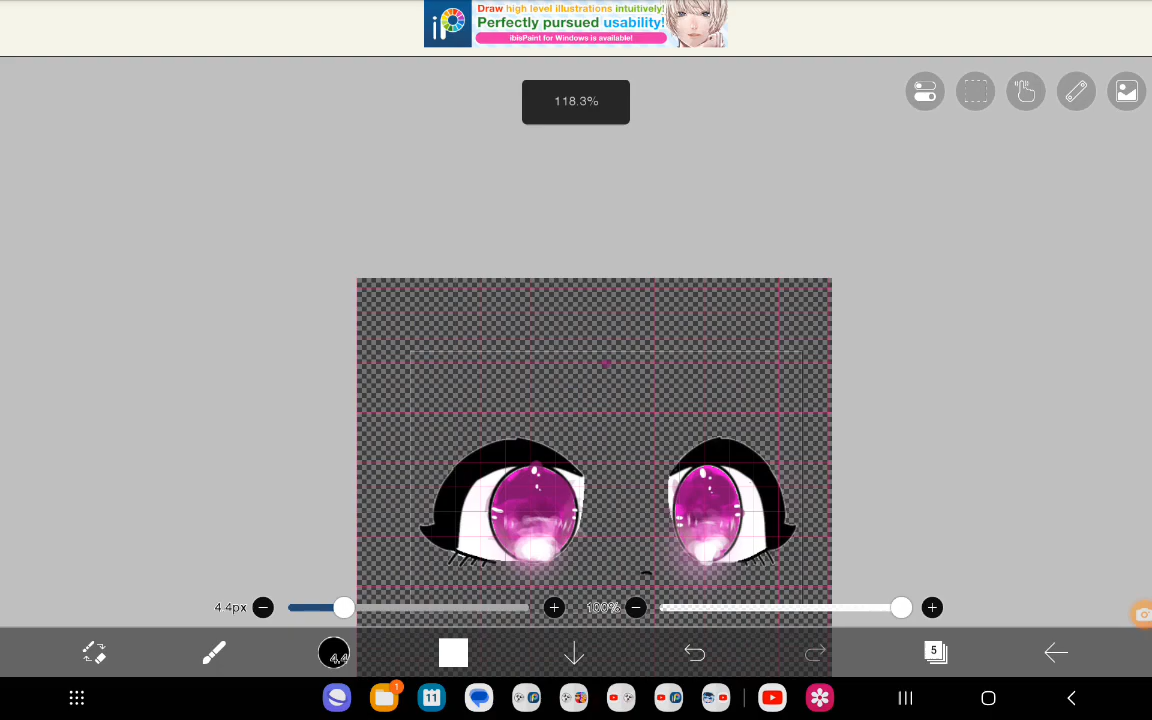 Draw high level illustrations intuitively!
Perfectly pursued usability!
ibisPaint for Windows is available!
iP
118.3%
4.4px
100%
4.4
5
1
11